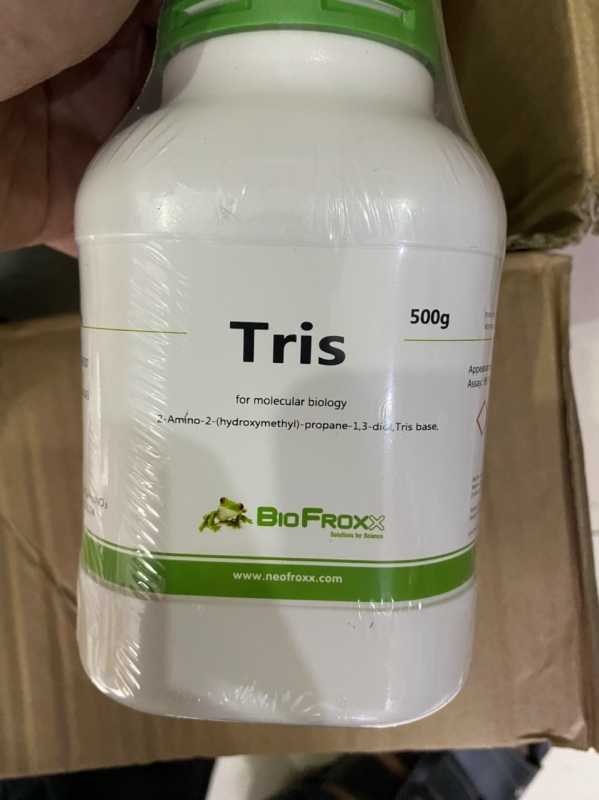 500g
Tris
for molecular biology
2-Amino-2-(hydroxymethyl)-propane-1,3-diol,Tris base,
Assay:
BIOFROXX
Solutions for Science
www.neofroxx.com